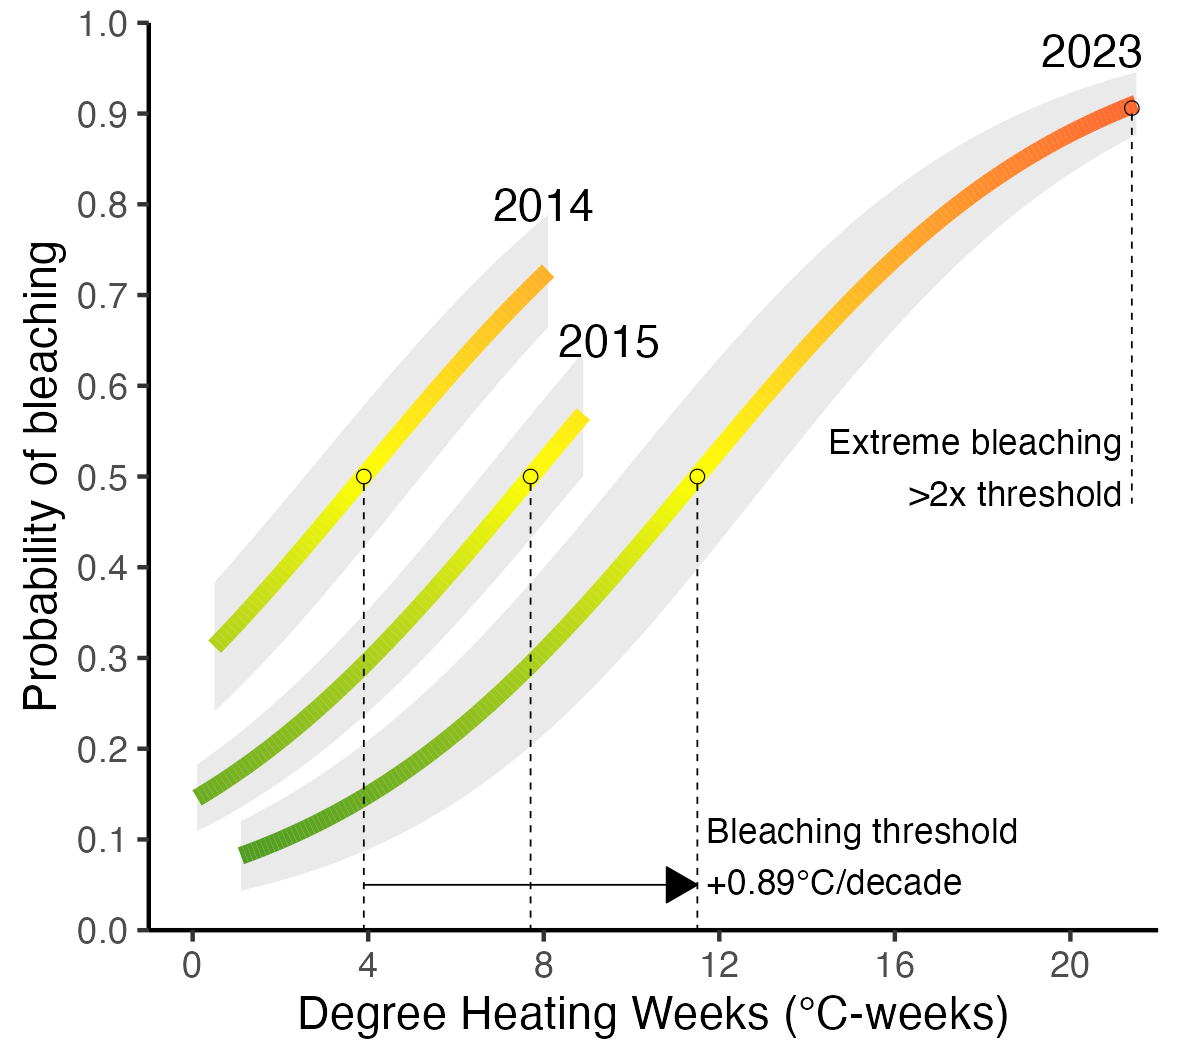 1.0
0.9
0.8
0.7
0.6
0.5
0.4
0.3
0.2
0.1
0.0
Probability of bleaching
2023
2014
2015
Extreme bleaching
>2x threshold
Bleaching threshold
+0.89°C/decade
0 4 8 12 16 20
Degree Heating Weeks (°C-weeks)